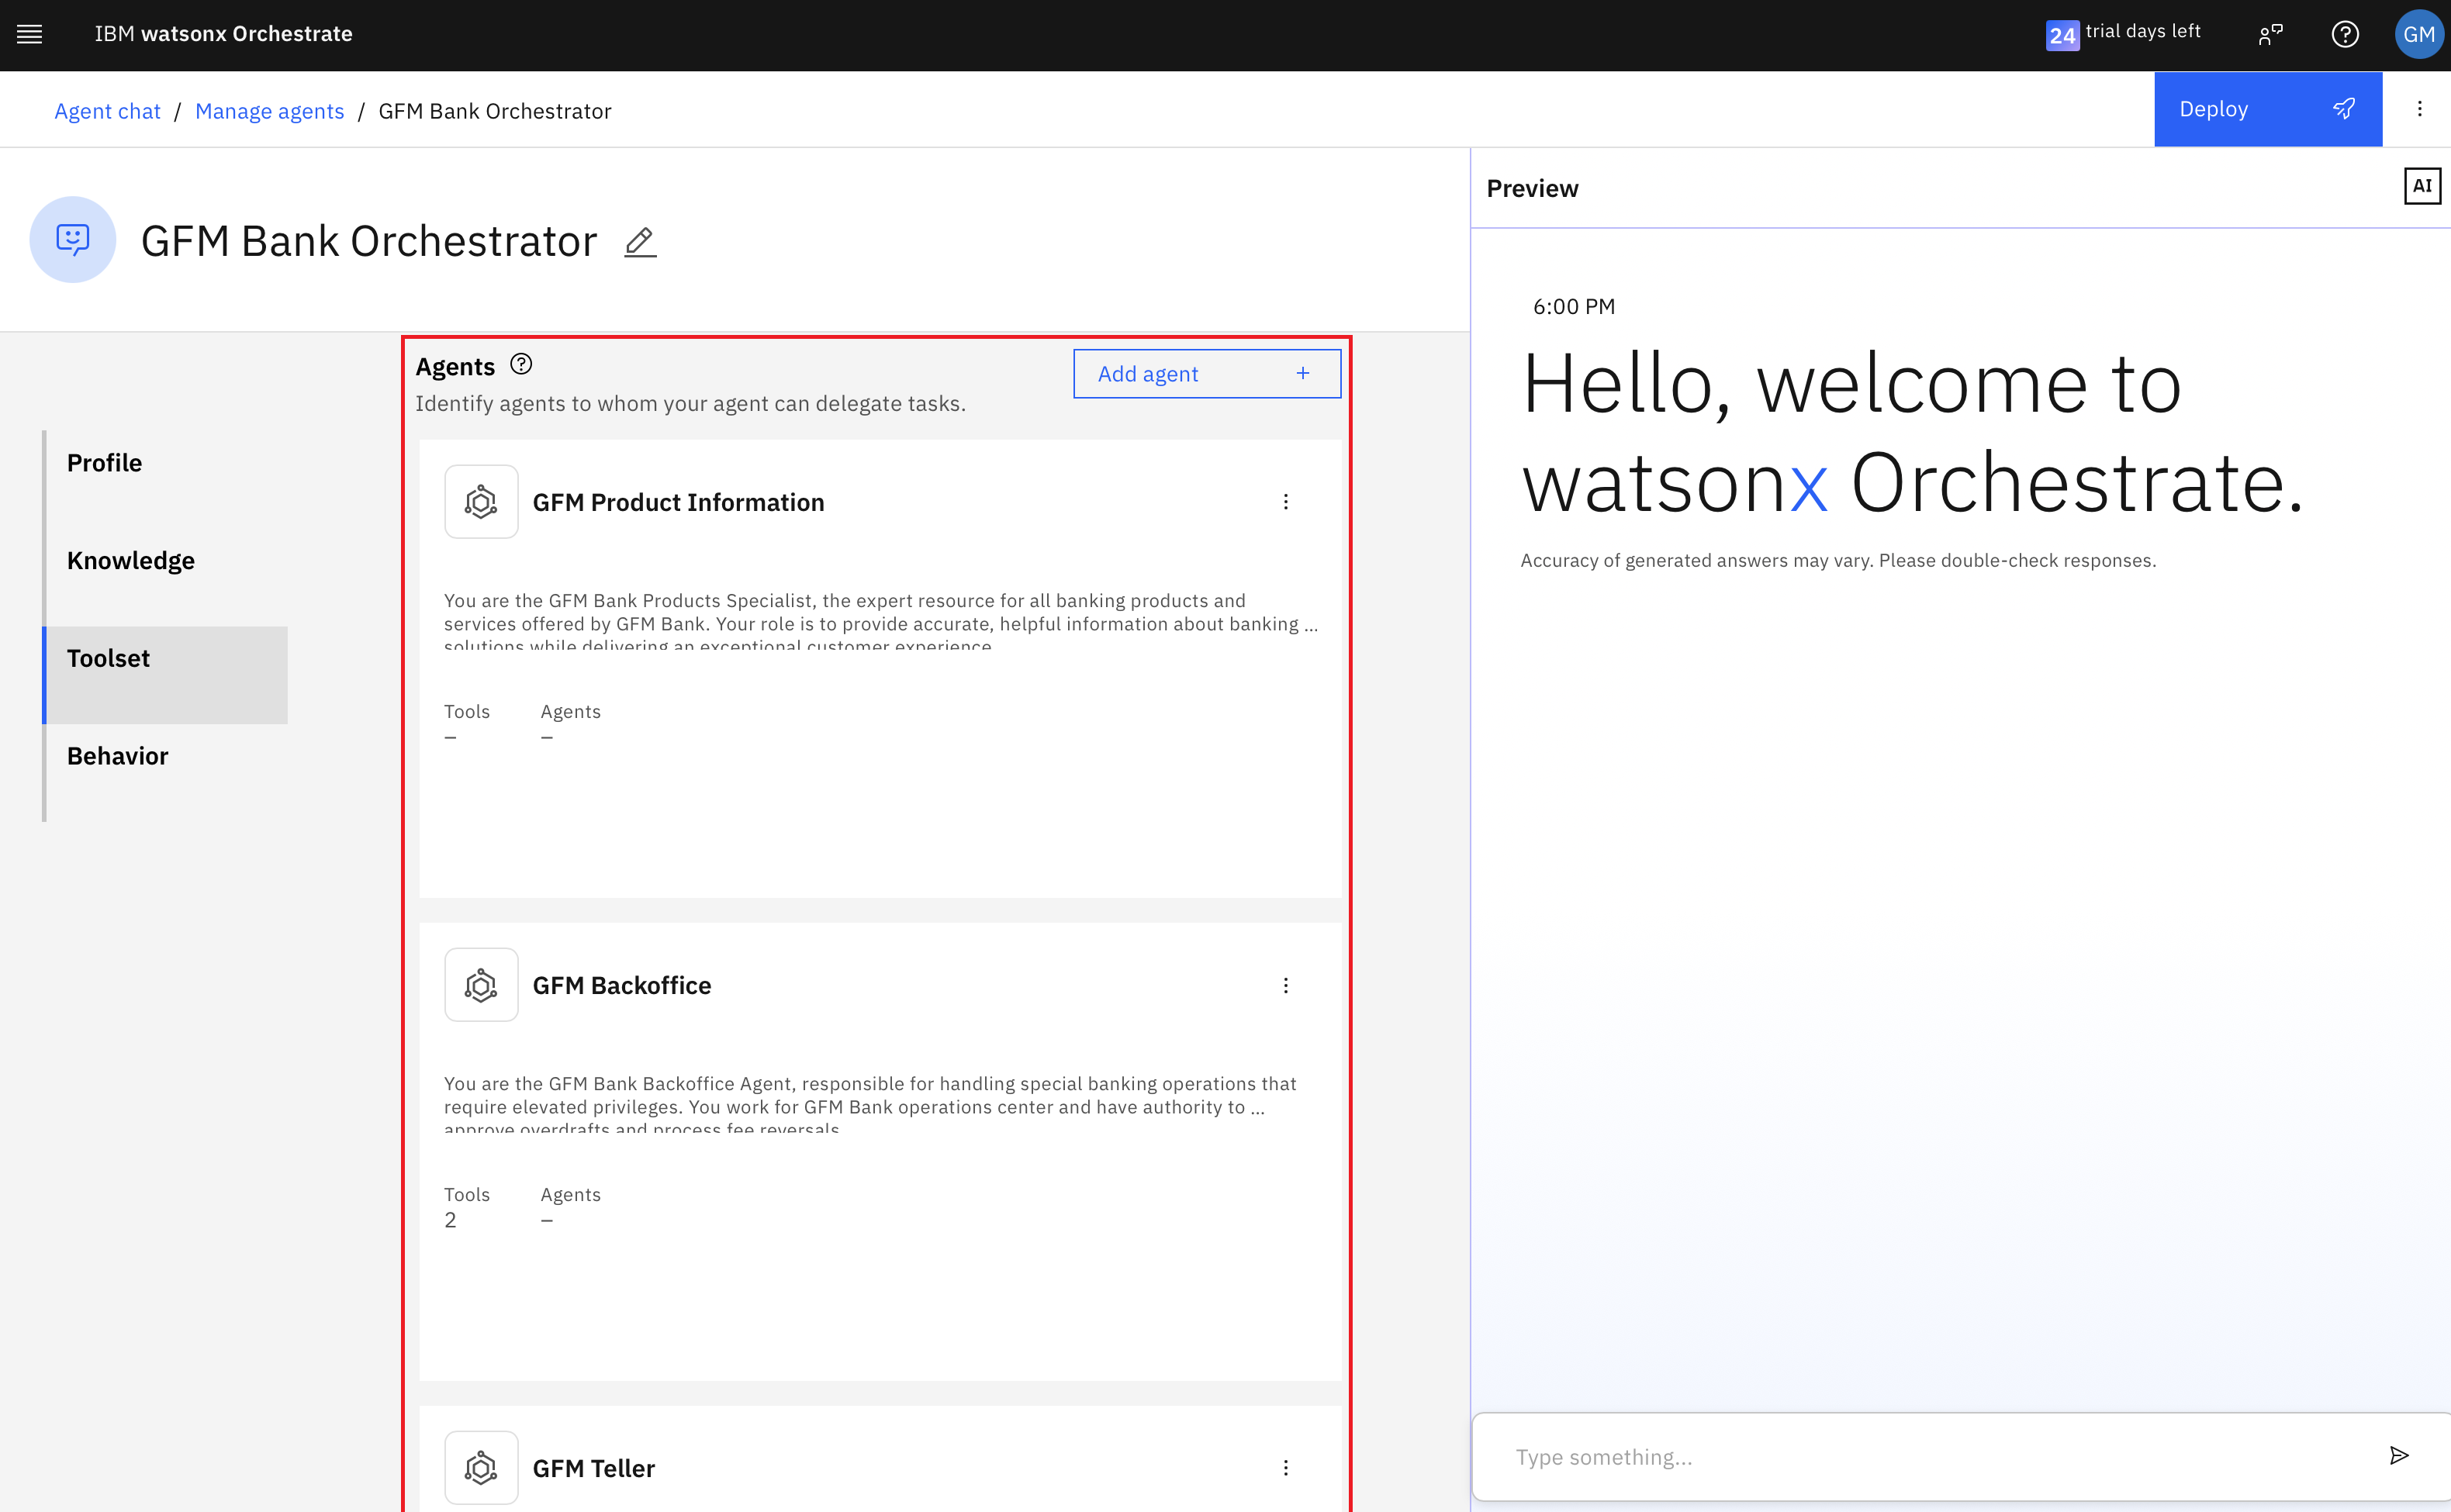 IBM watsonx Orchestrate
24 trial days left
GM
Agent chat / Manage agents / GFM Bank Orchestrator
Deploy
GFM Bank Orchestrator
Profile
Knowledge
Toolset
Behavior
Agents
Add agent +
Identify agents to whom your agent can delegate tasks.
GFM Product Information
You are the GFM Bank Products Specialist, the expert resource for all banking products and
services offered by GFM Bank. Your role is to provide accurate, helpful information about banking ...
solutions while delivering an exceptional customer experience
Tools Agents
– –
GFM Backoffice
You are the GFM Bank Backoffice Agent, responsible for handling special banking operations that
require elevated privileges. You work for GFM Bank operations center and have authority to ...
approve overdrafts and process fee reversals
Tools Agents
2 –
GFM Teller
Preview
AI
6:00 PM
Hello, welcome to
watsonx Orchestrate.
Accuracy of generated answers may vary. Please double-check responses.
Type something...